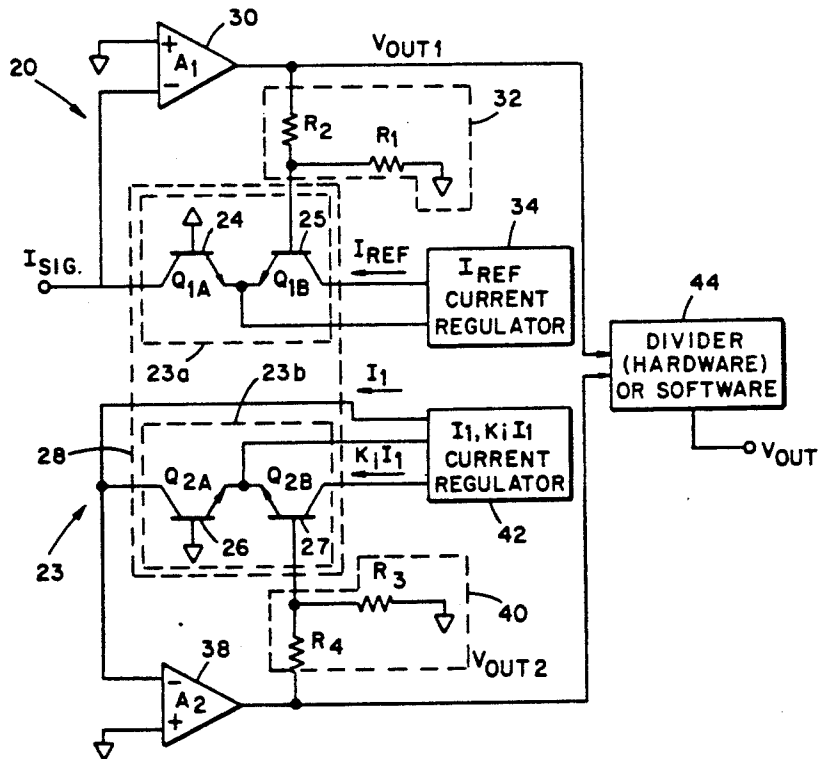 30
+
A1
−
VOUT1
20
32
R2
R1
24
25
34
ISIG.
Q1A
Q1B
IREF
IREF
CURRENT
REGULATOR
44
DIVIDER
(HARDWARE)
OR SOFTWARE
23a
23b
I1
28
Q2A
Q2B
KiI1
I1, KiI1
CURRENT
REGULATOR
VOUT
42
23
26
27
R3
40
38
R4
VOUT2
−
A2
+